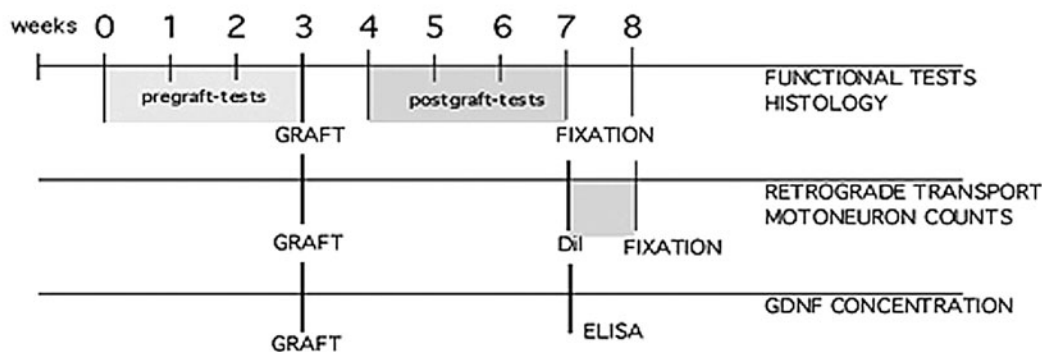 weeks 0 1 2 3 4 5 6 7 8
pregraft-tests postgraft-tests
FUNCTIONAL TESTS
HISTOLOGY
GRAFT FIXATION
RETROGRADE TRANSPORT
MOTONEURON COUNTS
GRAFT DiI FIXATION
GDNF CONCENTRATION
GRAFT ELISA